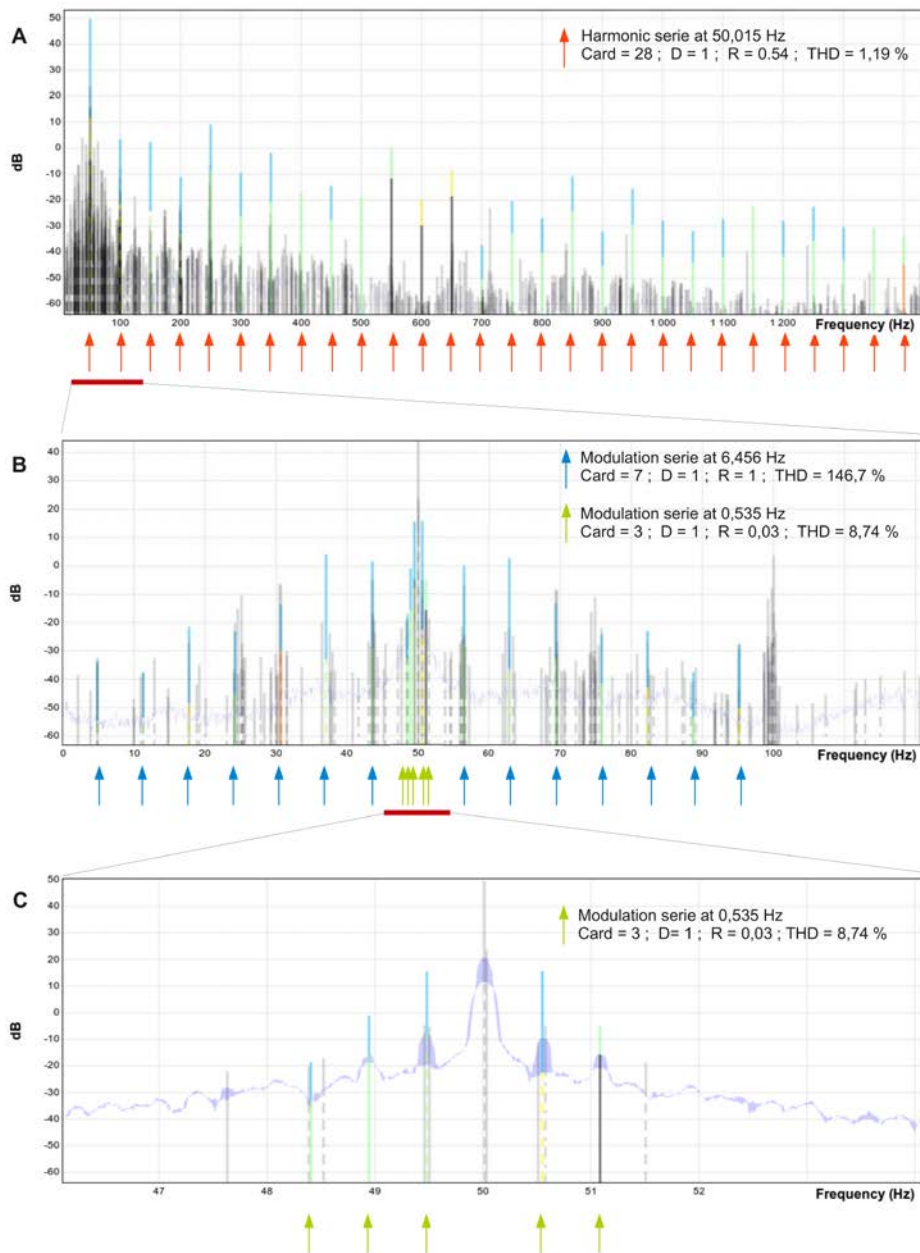 A
Harmonic serie at 50,015 Hz
Card = 28 ; D = 1 ; R = 0.54 ; THD = 1,19 %
dB
50
40
30
20
10
0
-10
-20
-30
-40
-50
-60
100 200 300 400 500 600 700 800 900 1 000 1 100 1 200 Frequency (Hz)
B
Modulation serie at 6,456 Hz
Card = 7 ; D = 1 ; R = 1 ; THD = 146,7 %
Modulation serie at 0,535 Hz
Card = 3 ; D = 1 ; R = 0,03 ; THD = 8,74 %
dB
40
30
20
10
0
-10
-20
-30
-40
-50
-60
0 10 20 30 40 50 60 70 80 90 100 Frequency (Hz)
C
Modulation serie at 0,535 Hz
Card = 3 ; D= 1 ; R = 0,03 ; THD = 8,74 %
dB
50
40
30
20
10
0
-10
-20
-30
-40
-50
-60
47 48 49 50 51 52 Frequency (Hz)